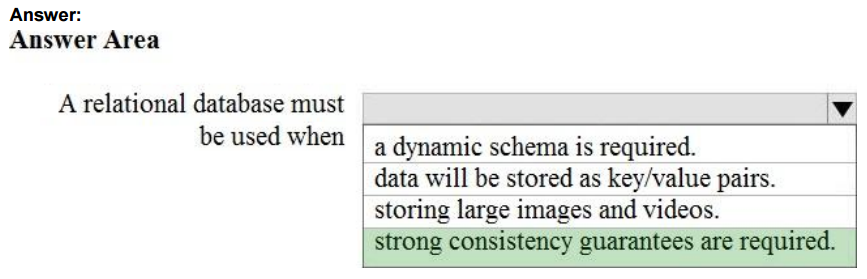 Answer:
Answer Area
A relational database must
be used when
a dynamic schema is required.
data will be stored as key/value pairs.
storing large images and videos.
strong consistency guarantees are required.